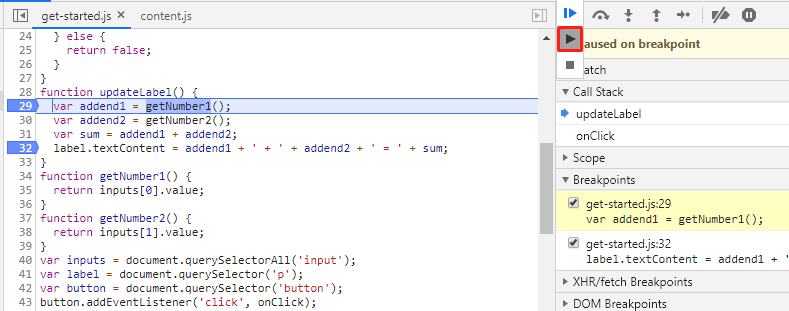 get-started.js × content.js
24 } else {
25 return false;
26 }
27 }
28 function updateLabel() {
29 var addend1 = getNumber1();
30 var addend2 = getNumber2();
31 var sum = addend1 + addend2;
32 label.textContent = addend1 + ' + ' + addend2 + ' = ' + sum;
33 }
34 function getNumber1() {
35 return inputs[0].value;
36 }
37 function getNumber2() {
38 return inputs[1].value;
39 }
40 var inputs = document.querySelectorAll('input');
41 var label = document.querySelector('p');
42 var button = document.querySelector('button');
43 button.addEventListener('click', onClick);
aused on breakpoint
atch
Call Stack
updateLabel
onClick
Scope
Breakpoints
get-started.js:29
var addend1 = getNumber1();
get-started.js:32
label.textContent = addend1 + '
XHR/fetch Breakpoints
DOM Breakpoints